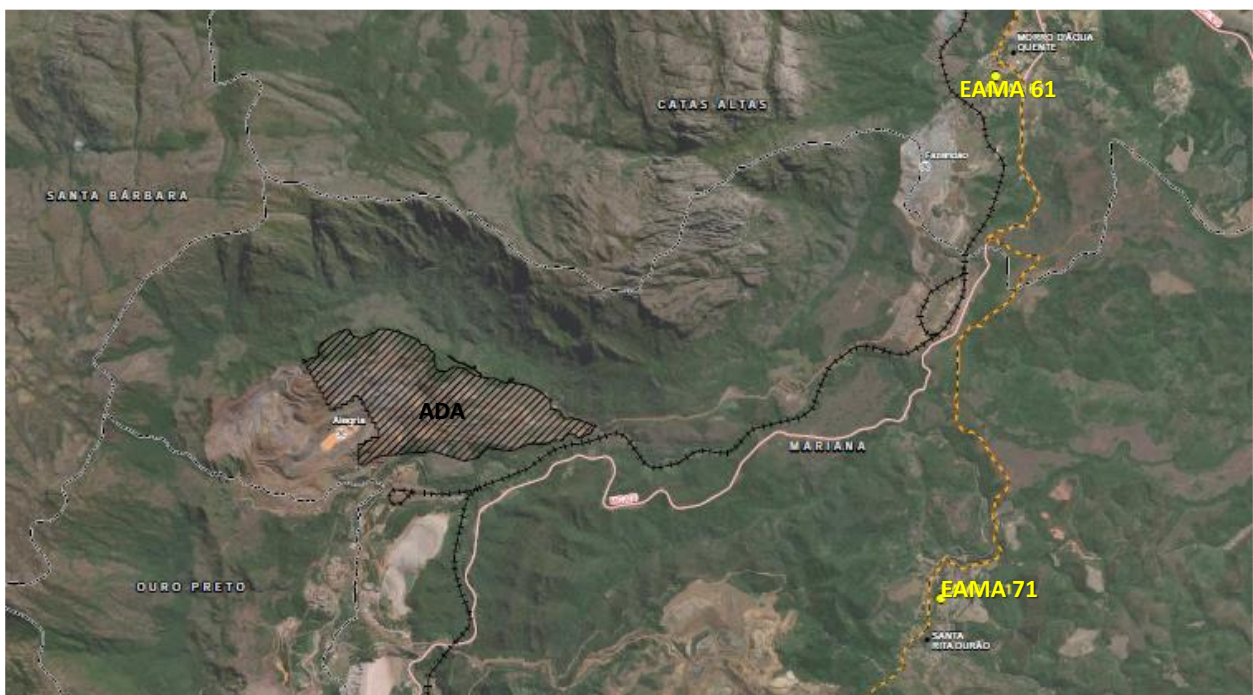 MORRO D'ÁGUA
QUENTE
EAMA 61
CATAS ALTAS
Fazendão
SANTA BÁRBARA
ADA
Alegria
MARIANA
OURO PRETO
EAMA 71
SANTA
RITA DURÃO